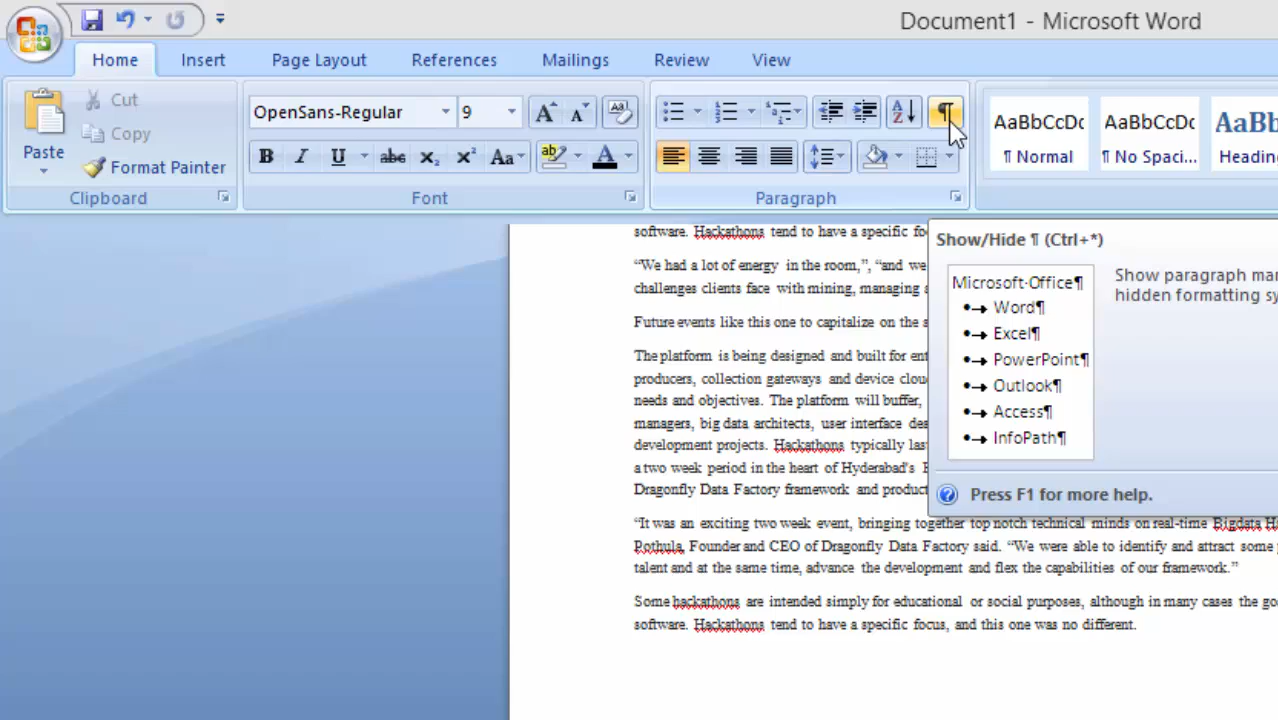 Document1 - Microsoft Word
Home Insert Page Layout References Mailings Review View
Cut
Copy
Format Painter
Paste
Clipboard
OpenSans-Regular 9
Font
Paragraph
AaBbCcDc AaBbCcDc AaBb
¶ Normal ¶ No Spaci... Heading
Show/Hide ¶ (Ctrl+*)
Microsoft·Office¶
Word¶
Excel¶
PowerPoint¶
Outlook¶
Access¶
InfoPath¶
Show paragraph mar
hidden formatting sy
Press F1 for more help.
software. Hackathons tend to have a specific fo
“We had a lot of energy in the room,”, “and we
challenges clients face with mining, managing
Future events like this one to capitalize on the s
The platform is being designed and built for ent
producers, collection gateways and device clou
needs and objectives. The platform will buffer,
managers, big data architects, user interface des
development projects. Hackathons typically las
a two week period in the heart of Hyderabad's
Dragonfly Data Factory framework and product
“It was an exciting two week event, bringing together top notch technical minds on real-time Bigdata H
Pothula, Founder and CEO of Dragonfly Data Factory said. “We were able to identify and attract some
talent and at the same time, advance the development and flex the capabilities of our framework.”
Some hackathons are intended simply for educational or social purposes, although in many cases the go
software. Hackathons tend to have a specific focus, and this one was no different.